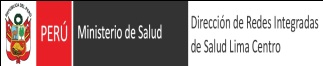 PERÚ
Ministerio de Salud
Dirección de Redes Integradas
de Salud Lima Centro